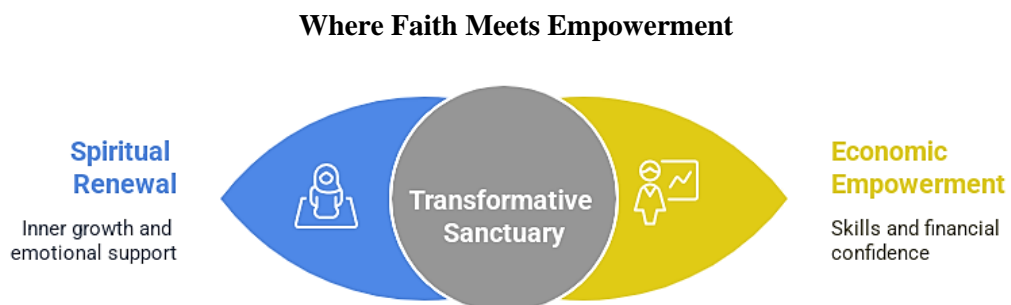 Where Faith Meets Empowerment
Spiritual
Renewal
Inner growth and
emotional support
Transformative
Sanctuary
Economic
Empowerment
Skills and financial
confidence